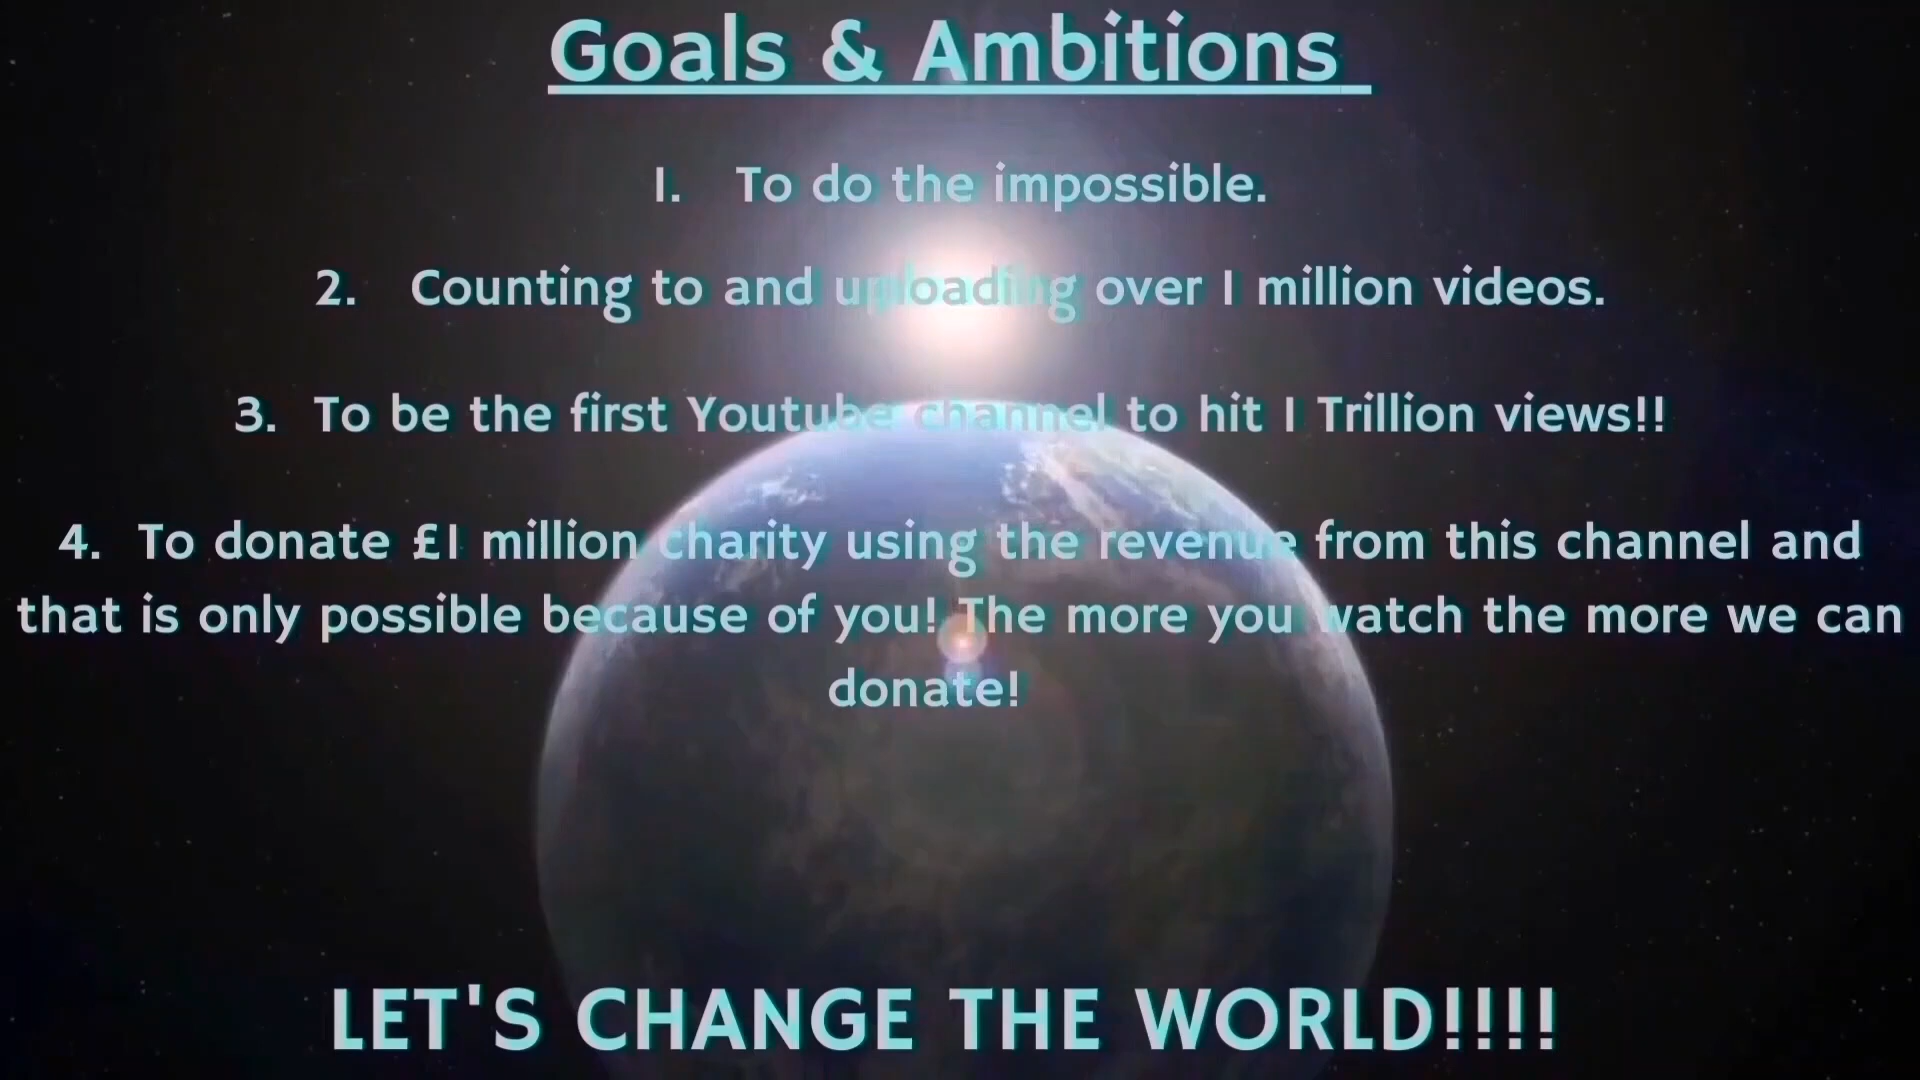 Goals & Ambitions
1. To do the impossible.
2. Counting to and uploading over 1 million videos.
3. To be the first Youtube channel to hit 1 Trillion views!!
4. To donate £1 million charity using the revenue from this channel and
that is only possible because of you! The more you watch the more we can
donate!
LET'S CHANGE THE WORLD!!!!